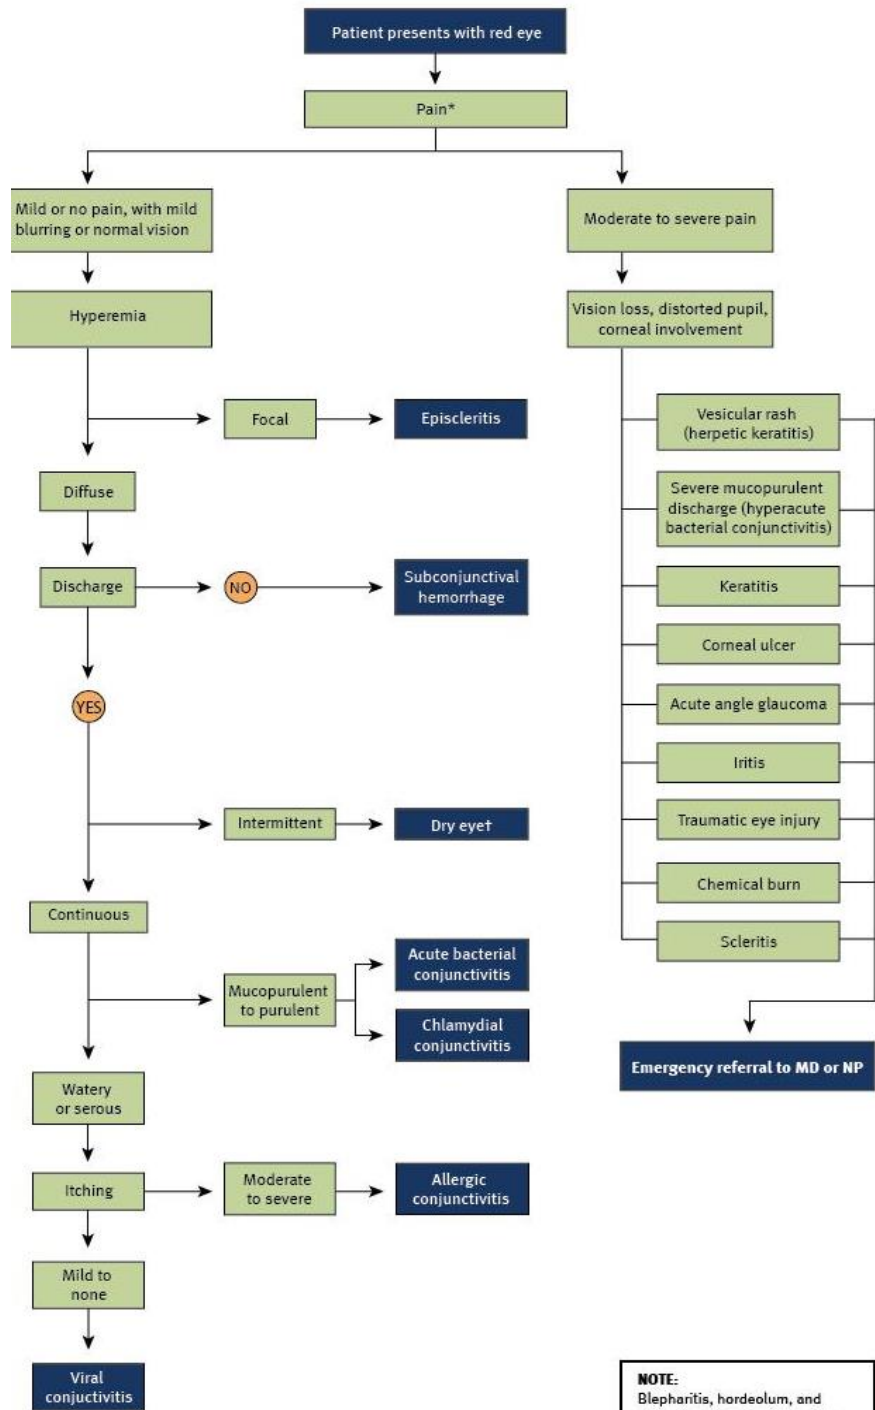 Patient presents with red eye
Pain*
Mild or no pain, with mild
blurring or normal vision
Moderate to severe pain
Hyperemia
Vision loss, distorted pupil,
corneal involvement
Focal
Episcleritis
Vesicular rash
(herpetic keratitis)
Diffuse
Severe mucopurulent
discharge (hyperacute
bacterial conjunctivitis)
Discharge
NO
Subconjunctival
hemorrhage
Keratitis
Corneal ulcer
YES
Acute angle glaucoma
Iritis
Intermittent
Dry eye†
Traumatic eye injury
Chemical burn
Continuous
Scleritis
Mucopurulent
to purulent
Acute bacterial
conjunctivitis
Chlamydial
conjunctivitis
Emergency referral to MD or NP
Watery
or serous
Itching
Moderate
to severe
Allergic
conjunctivitis
Mild to
none
Viral
conjuctivitis
NOTE:
Blepharitis, hordeolum, and